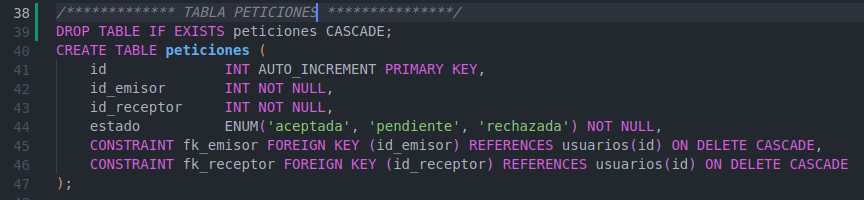 38 /************* TABLA PETICIONES ***************/
39 DROP TABLE IF EXISTS peticiones CASCADE;
40 CREATE TABLE peticiones (
41     id              INT AUTO_INCREMENT PRIMARY KEY,
42     id_emisor       INT NOT NULL,
43     id_receptor     INT NOT NULL,
44     estado          ENUM('aceptada', 'pendiente', 'rechazada') NOT NULL,
45     CONSTRAINT fk_emisor FOREIGN KEY (id_emisor) REFERENCES usuarios(id) ON DELETE CASCADE,
46     CONSTRAINT fk_receptor FOREIGN KEY (id_receptor) REFERENCES usuarios(id) ON DELETE CASCADE
47 );